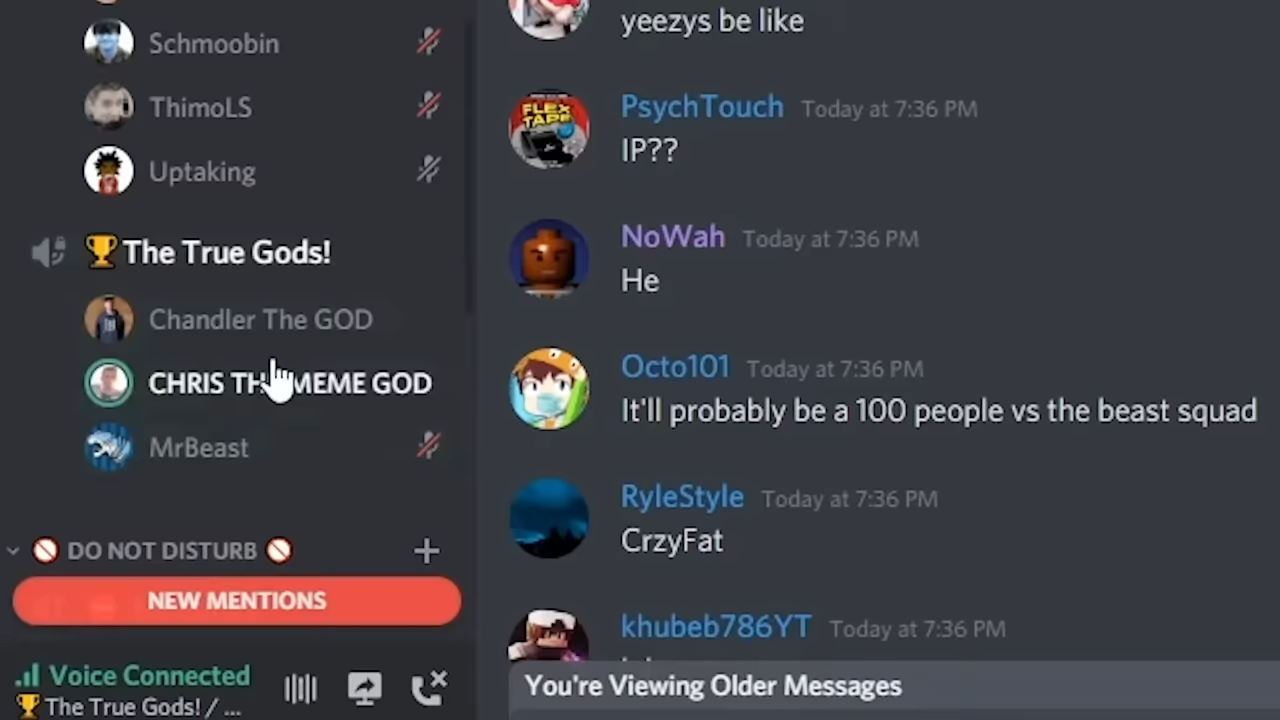 Schmoobin
ThimoLS
Uptaking
The True Gods!
Chandler The GOD
CHRIS TH MEME GOD
MrBeast
DO NOT DISTURB
NEW MENTIONS
Voice Connected
The True Gods! / ...
yeezys be like
PsychTouch Today at 7:36 PM
FLEX
TAPE
IP??
NoWah Today at 7:36 PM
He
Octo101 Today at 7:36 PM
It'll probably be a 100 people vs the beast squad
RyleStyle Today at 7:36 PM
CrzyFat
khubeb786YT Today at 7:36 PM
You're Viewing Older Messages